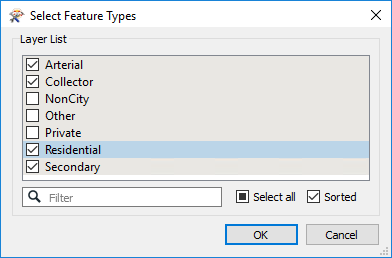 Select Feature Types
Layer List
Arterial
Collector
NonCity
Other
Private
Residential
Secondary
Filter
Select all
Sorted
OK
Cancel